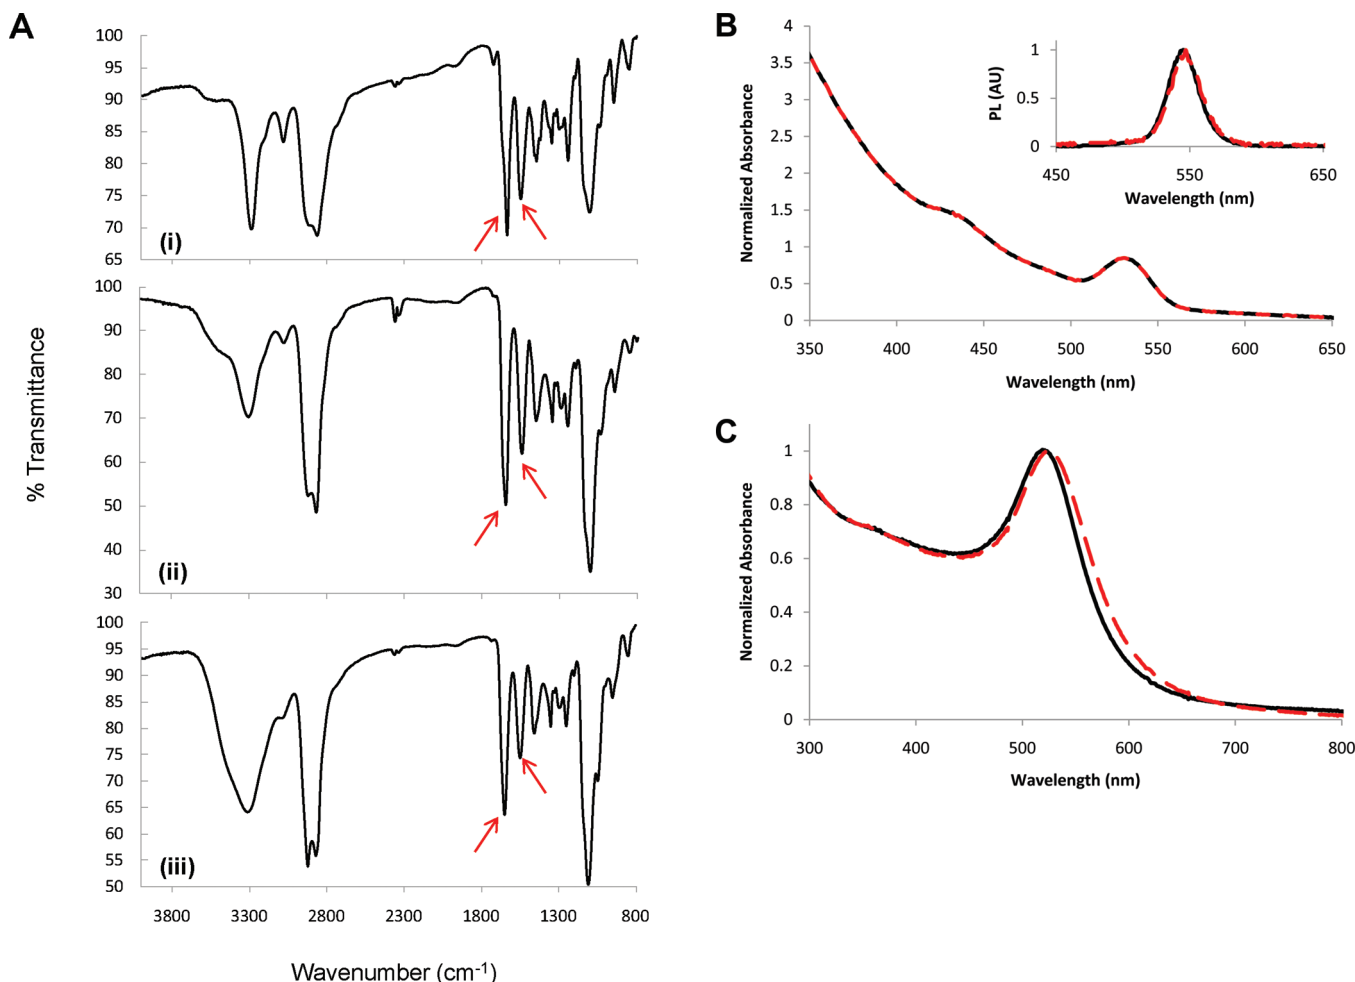 A
% Transmittance
100
95
90
85
80
75
70
65
(i)
100
90
80
70
60
50
40
30
(ii)
100
95
90
85
80
75
70
65
60
55
50
(iii)
3800 3300 2800 2300 1800 1300 800
Wavenumber (cm-1)
B
Normalized Absorbance
4
3.5
3
2.5
2
1.5
1
0.5
0
350 400 450 500 550 600 650
Wavelength (nm)
PL (AU)
1
0.5
0
450 550 650
Wavelength (nm)
C
Normalized Absorbance
1
0.8
0.6
0.4
0.2
0
300 400 500 600 700 800
Wavelength (nm)